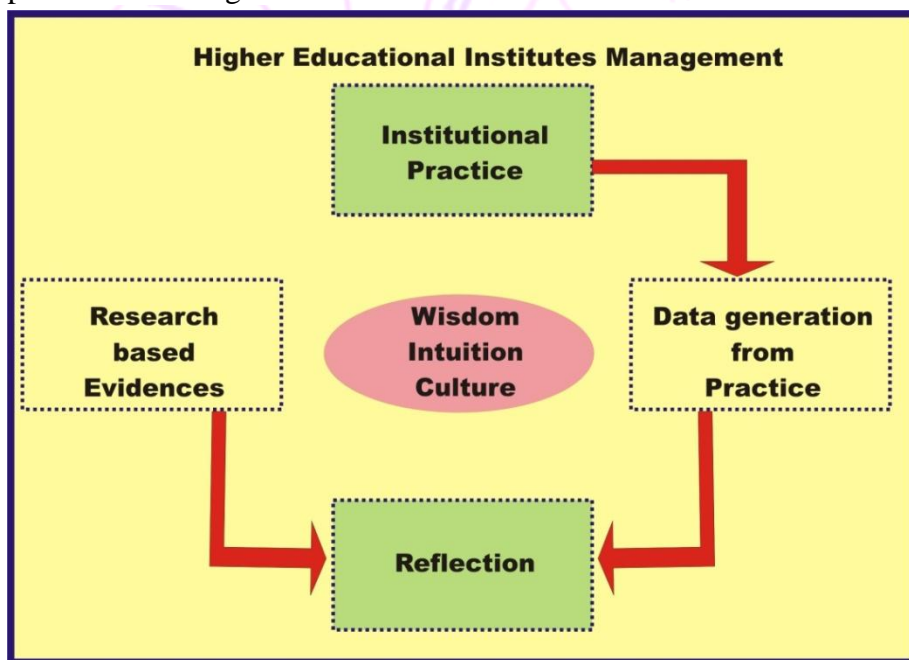 Higher Educational Institutes Management
Institutional
Practice
Research
based
Evidences
Wisdom
Intuition
Culture
Data generation
from
Practice
Reflection